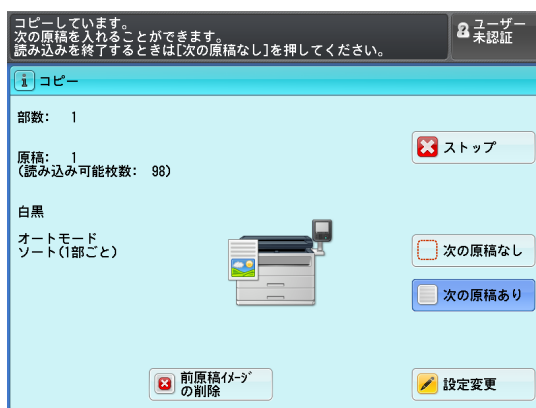 コピーしています。
次の原稿を入れることができます。
読み込みを終了するときは[次の原稿なし]を押してください。
ユーザー
未認証
コピー
部数: 1
原稿: 1
(読み込み可能枚数: 98)
白黒
オートモード
ソート(1部ごと)
ストップ
次の原稿なし
次の原稿あり
前原稿ｲﾒｰｼﾞ
の削除
設定変更